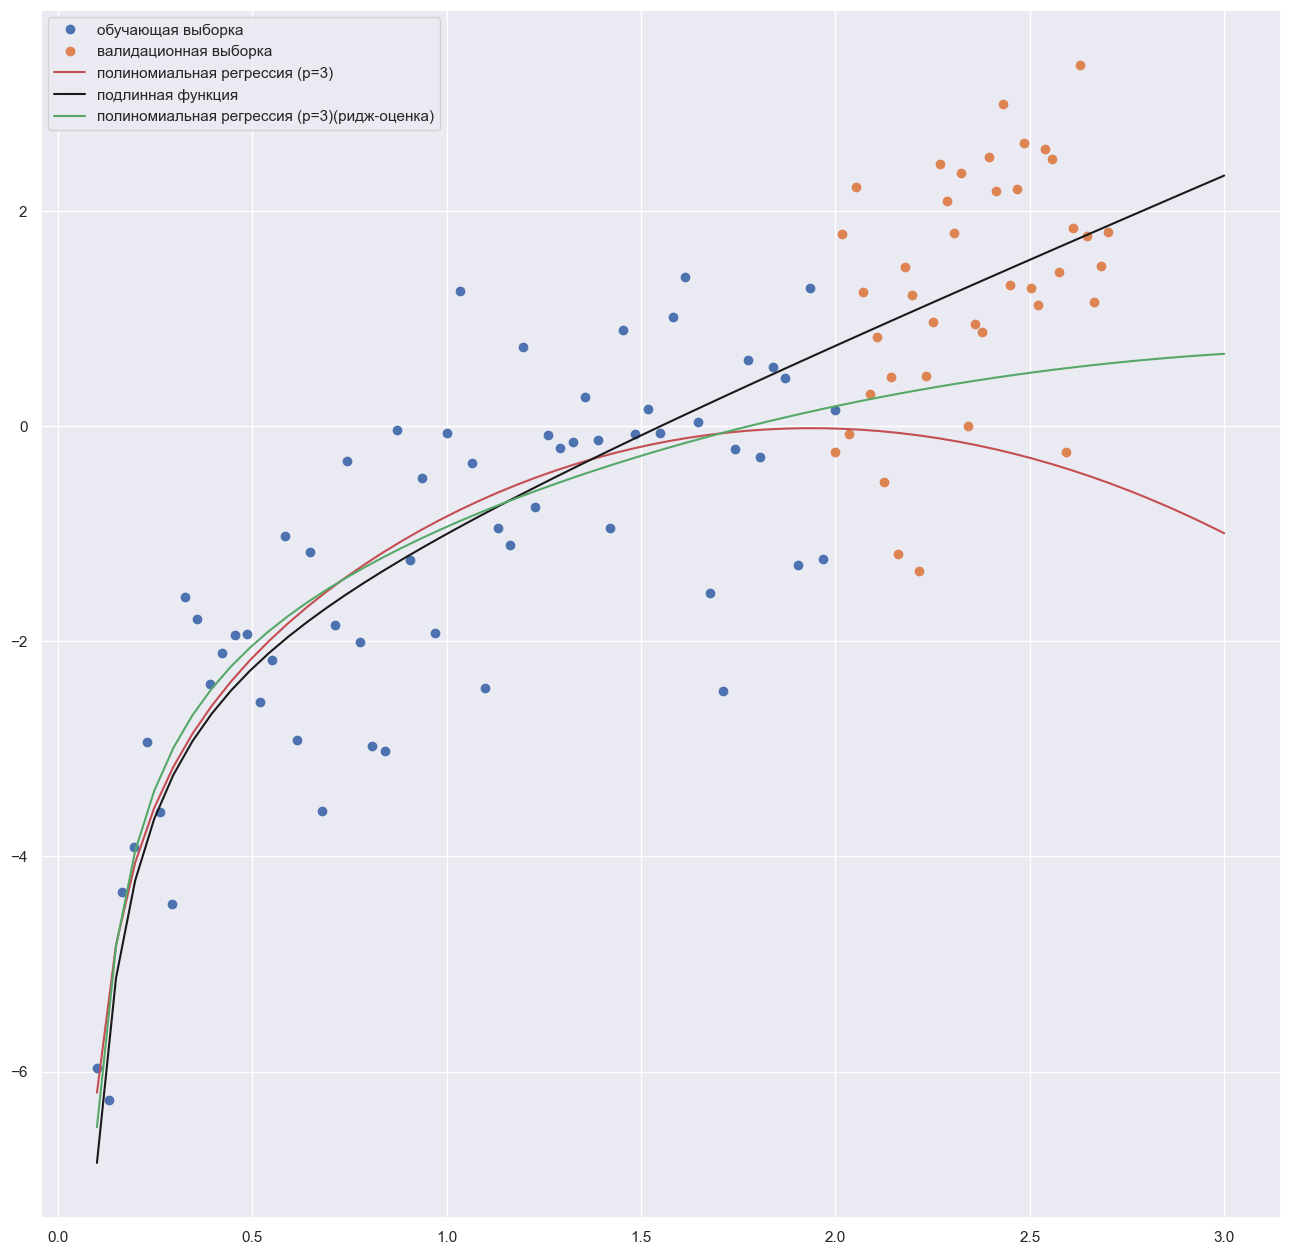 обучающая выборка
валидационная выборка
полиномиальная регрессия (p=3)
подлинная функция
полиномиальная регрессия (p=3)(ридж-оценка)
2
0
−2
−4
−6
0.0 0.5 1.0 1.5 2.0 2.5 3.0